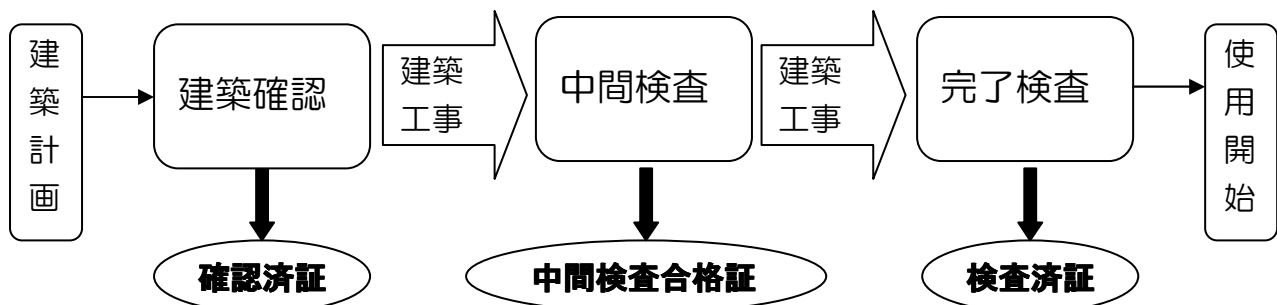 建築計画
建築確認
建築
工事
中間検査
建築
工事
完了検査
使用開始
確認済証
中間検査合格証
検査済証